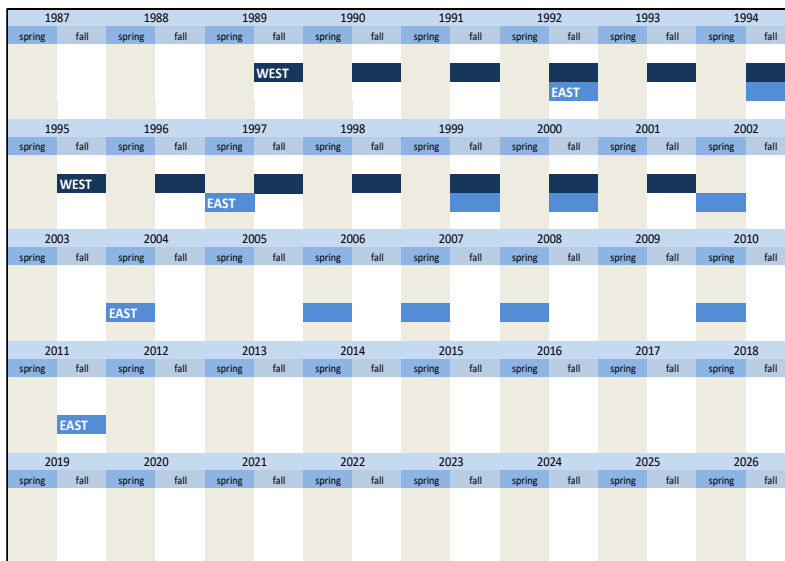 1987 1988 1989 1990 1991 1992 1993 1994
spring fall spring fall spring fall spring fall spring fall spring fall spring fall spring fall
WEST
EAST
1995 1996 1997 1998 1999 2000 2001 2002
spring fall spring fall spring fall spring fall spring fall spring fall spring fall spring fall
WEST
EAST
2003 2004 2005 2006 2007 2008 2009 2010
spring fall spring fall spring fall spring fall spring fall spring fall spring fall spring fall
EAST
2011 2012 2013 2014 2015 2016 2017 2018
spring fall spring fall spring fall spring fall spring fall spring fall spring fall spring fall
EAST
2019 2020 2021 2022 2023 2024 2025 2026
spring fall spring fall spring fall spring fall spring fall spring fall spring fall spring fall